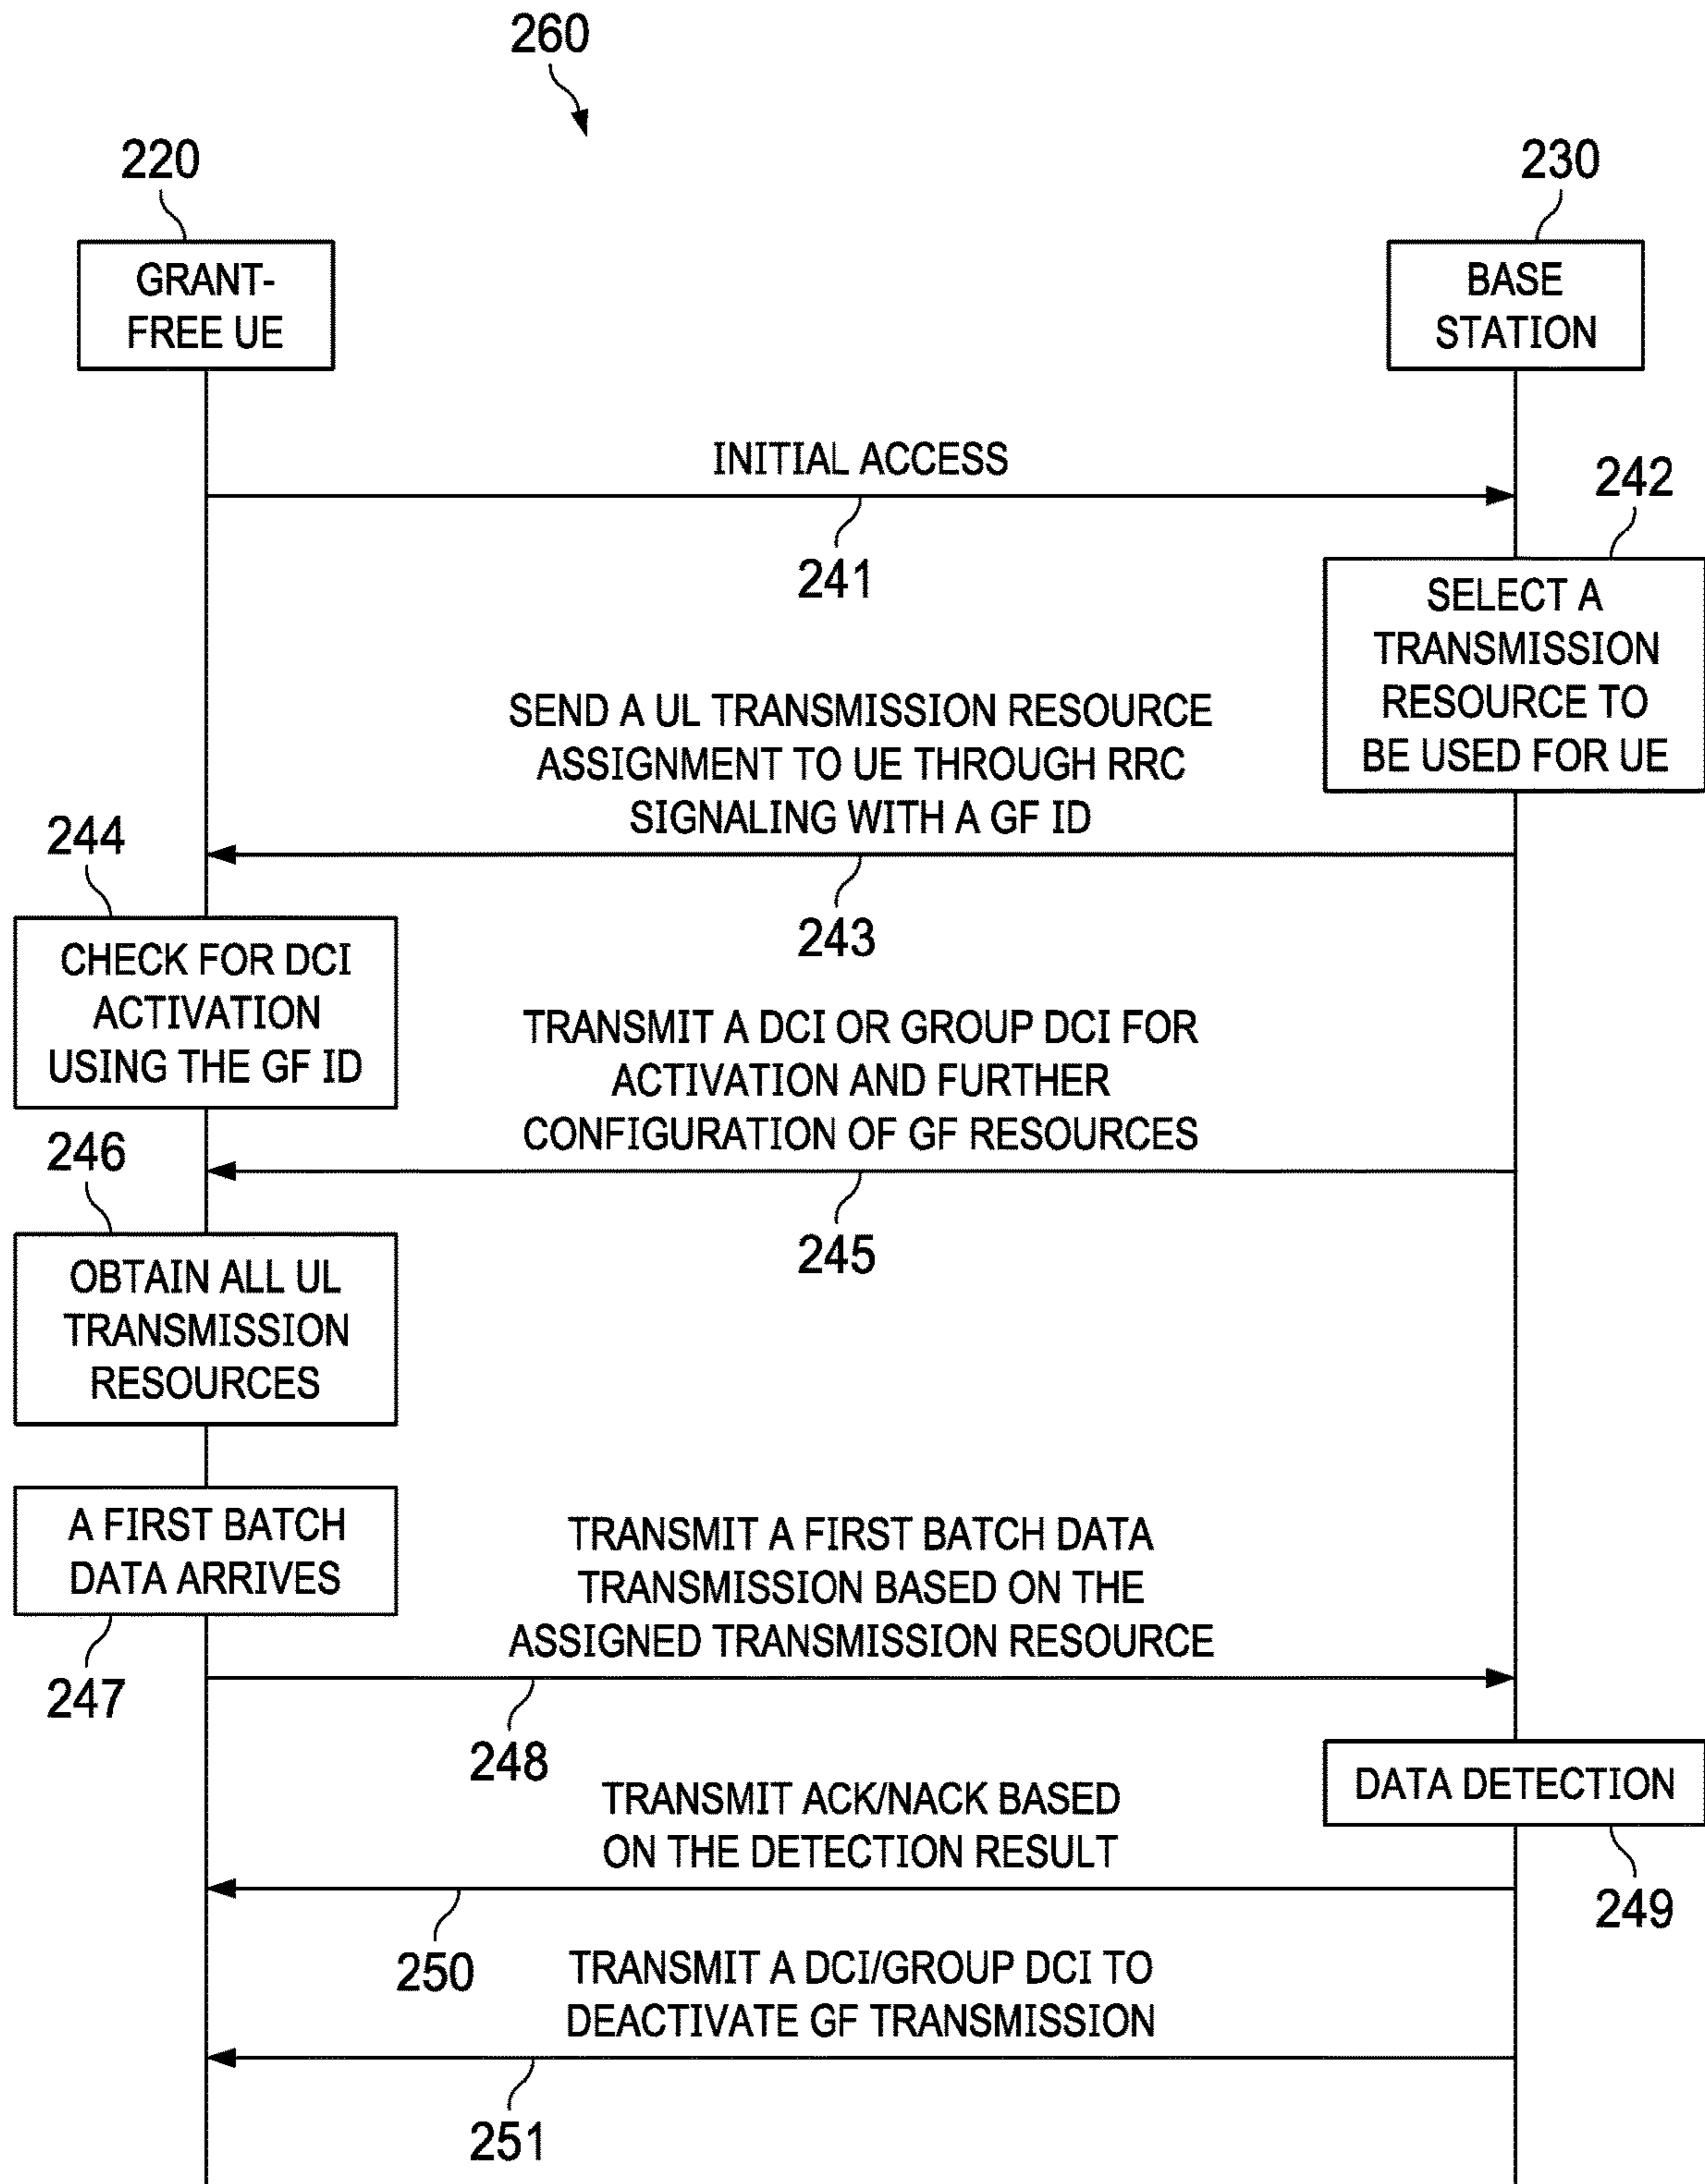 260
220
230
GRANT-
FREE UE
BASE
STATION
INITIAL ACCESS
241
242
SELECT A
TRANSMISSION
RESOURCE TO
BE USED FOR UE
SEND A UL TRANSMISSION RESOURCE
ASSIGNMENT TO UE THROUGH RRC
SIGNALING WITH A GF ID
243
244
CHECK FOR DCI
ACTIVATION
USING THE GF ID
TRANSMIT A DCI OR GROUP DCI FOR
ACTIVATION AND FURTHER
CONFIGURATION OF GF RESOURCES
245
246
OBTAIN ALL UL
TRANSMISSION
RESOURCES
A FIRST BATCH
DATA ARRIVES
247
TRANSMIT A FIRST BATCH DATA
TRANSMISSION BASED ON THE
ASSIGNED TRANSMISSION RESOURCE
248
DATA DETECTION
249
TRANSMIT ACK/NACK BASED
ON THE DETECTION RESULT
250
TRANSMIT A DCI/GROUP DCI TO
DEACTIVATE GF TRANSMISSION
251